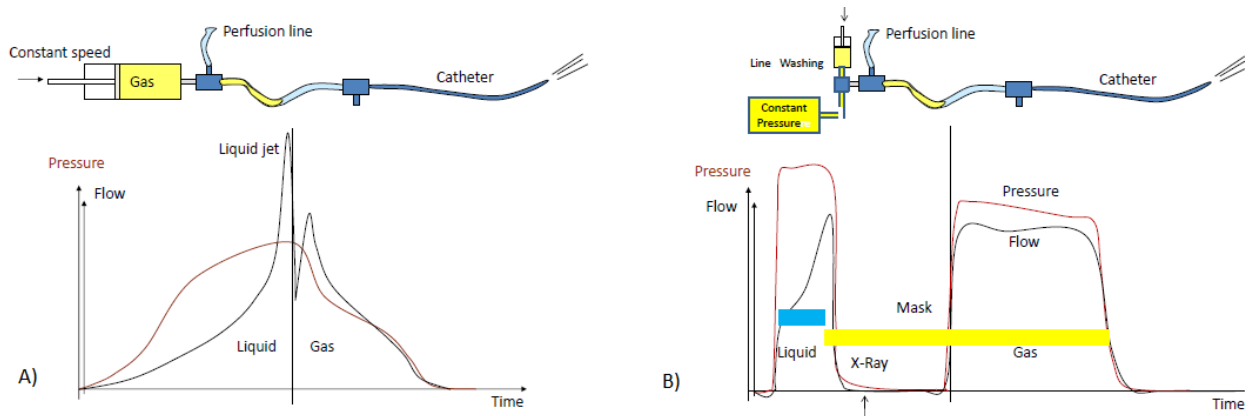 Perfusion line
Constant speed
Gas
Catheter
Liquid jet
Pressure
Flow
Liquid
Gas
A)
Time
Perfusion line
Line Washing
Catheter
Constant
Pressure
Pressure
Pressure
Flow
Flow
Mask
Liquid
Gas
X-Ray
B)
Time